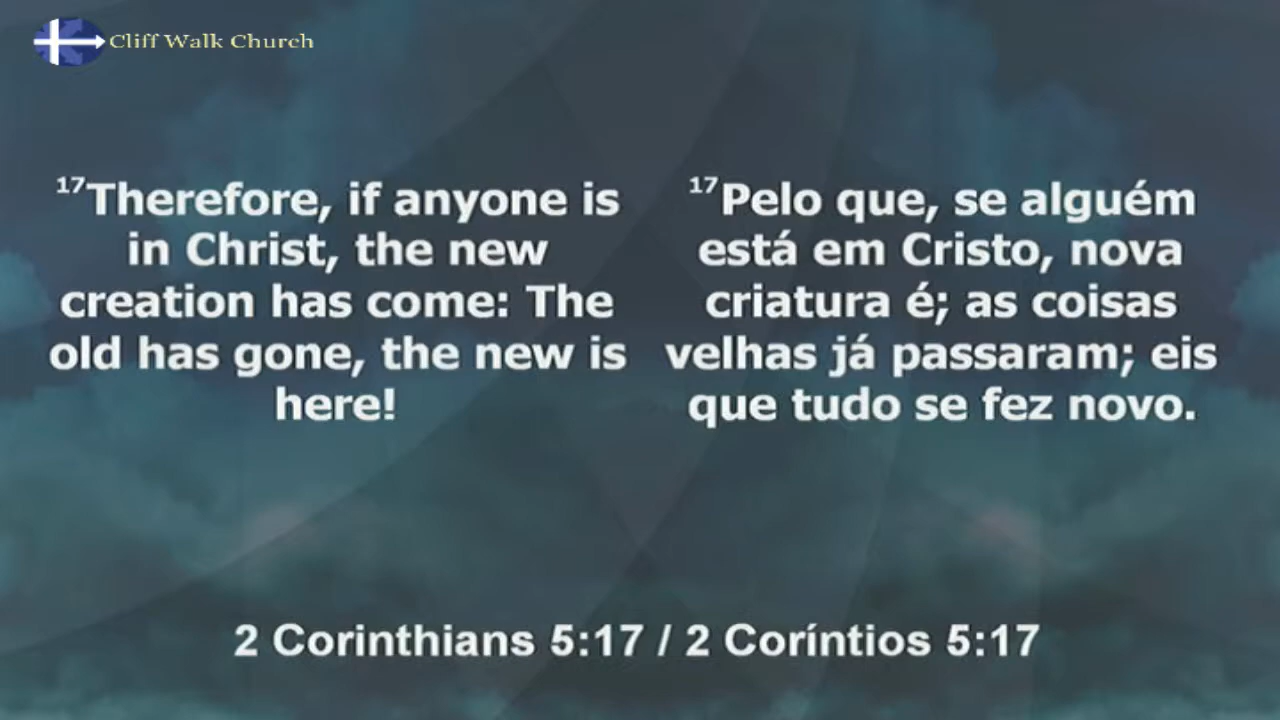 Cliff Walk Church
17Therefore, if anyone is
in Christ, the new
creation has come: The
old has gone, the new is
here!
17Pelo que, se alguém
está em Cristo, nova
criatura é; as coisas
velhas já passaram; eis
que tudo se fez novo.
2 Corinthians 5:17 / 2 Coríntios 5:17